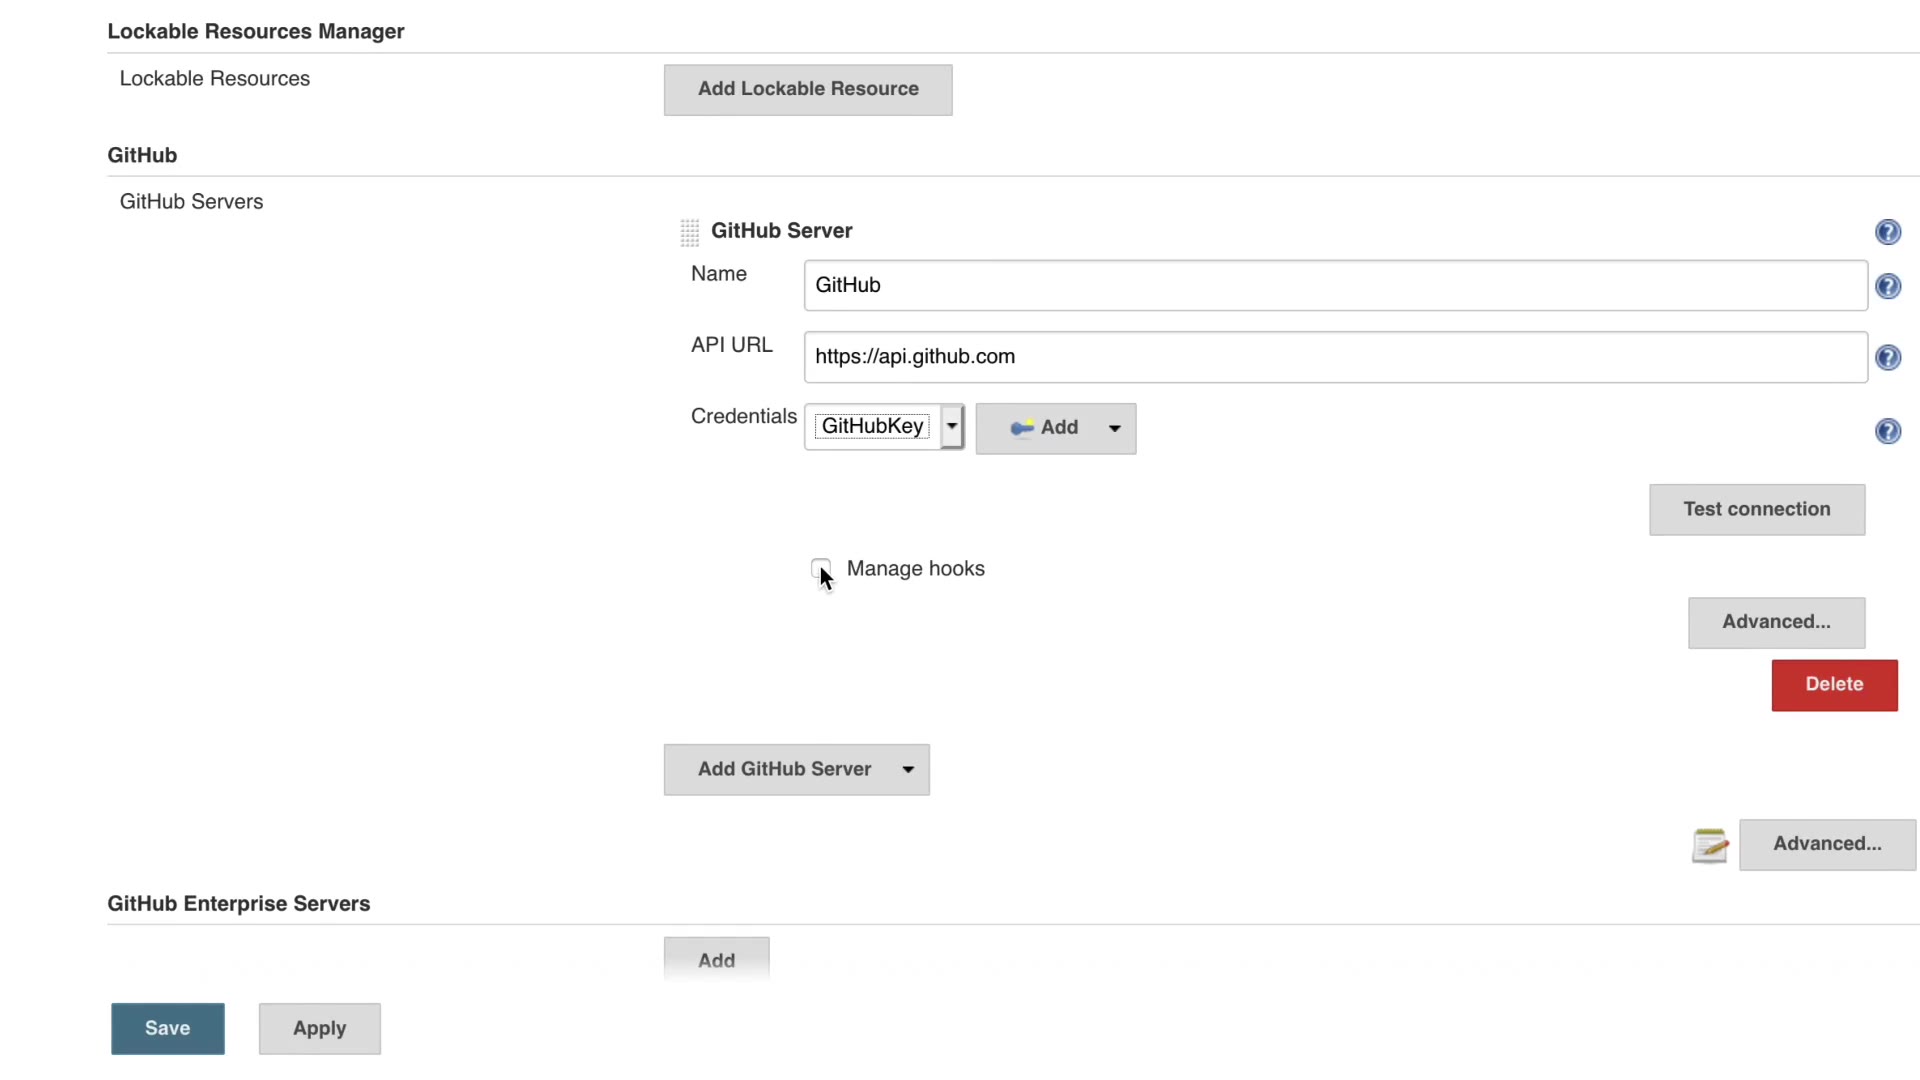 Lockable Resources Manager
Lockable Resources
Add Lockable Resource
GitHub
GitHub Servers
GitHub Server
Name
GitHub
API URL
https://api.github.com
Credentials
GitHubKey
Add
Test connection
Manage hooks
Advanced...
Delete
Add GitHub Server
Advanced...
GitHub Enterprise Servers
Add
Save
Apply